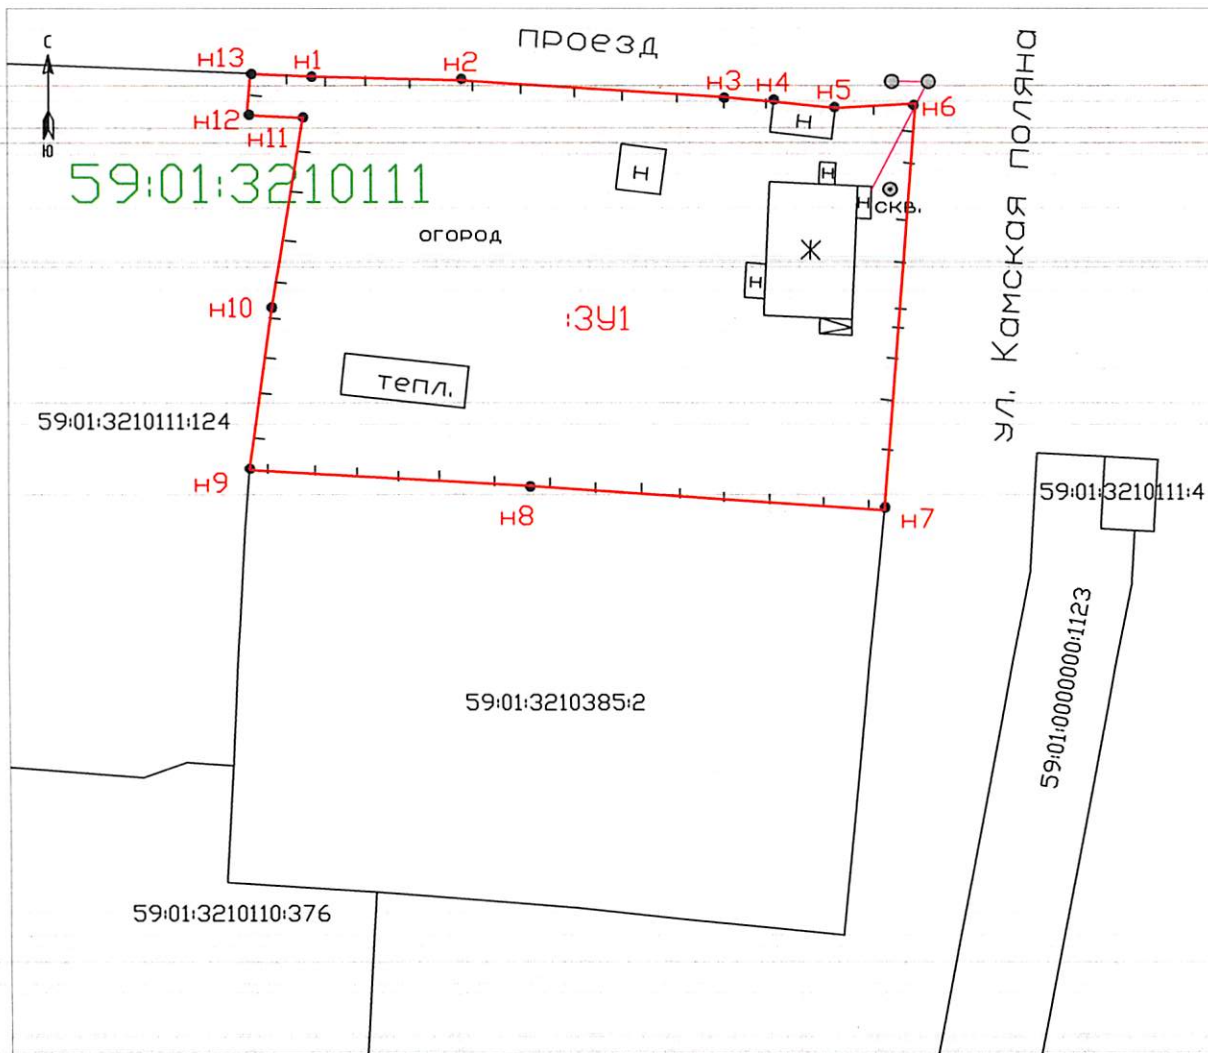 проезд
С
Ю
н13
н1
н2
н3
н4
н5
н6
н12
н11
Н
59:01:3210111
Н
Н
Н
скв.
огород
Ж
Н
ул. Камская поляна
н10
:ЗУ1
тепл.
59:01:3210111:124
н9
н8
н7
59:01:3210111:4
59:01:0000000:1123
59:01:3210385:2
59:01:3210110:376